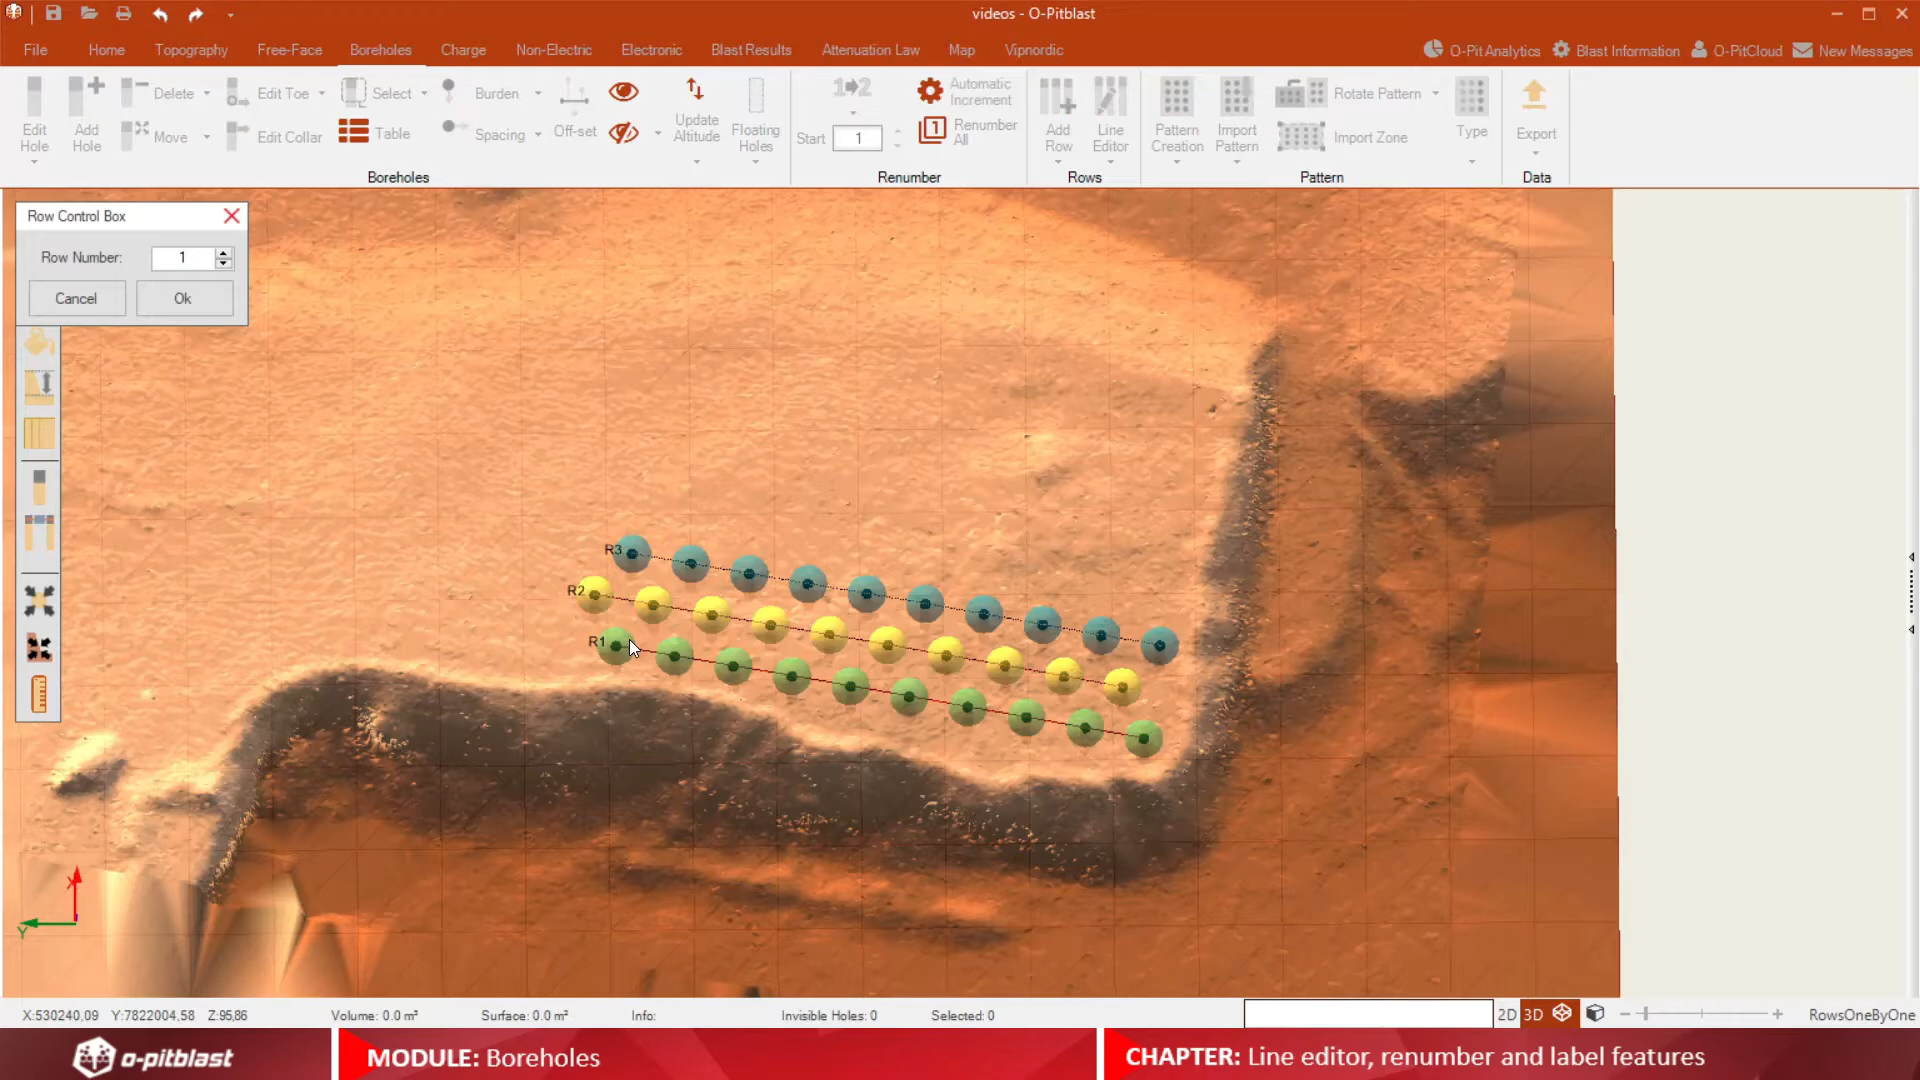 videos - O-Pitblast
File Home Topography Free-Face Boreholes Charge Non-Electric Electronic Blast Results Attenuation Law Map Vipnordic O-Pit Analytics Blast Information O-PitCloud New Messages
Edit Hole
Add Hole
Delete
Move
Edit Toe
Edit Collar
Select
Table
Burden
Spacing
Off-set
Update Altitude
Floating Holes
Boreholes
1 2
Start 1
Automatic Increment
1 Renumber All
Renumber
Add Row
Line Editor
Rows
Pattern Creation
Import Pattern
Rotate Pattern
Import Zone
Type
Pattern
Export
Data
Row Control Box
Row Number: 1
Cancel Ok
R3
R2
R1
X
Y
X:530240,09 Y:7822004,58 Z:95,86 Volume: 0.0 m³ Surface: 0.0 m² Info: Invisible Holes: 0 Selected: 0 2D 3D RowsOneByOne
o-pitblast MODULE: Boreholes CHAPTER: Line editor, renumber and label features